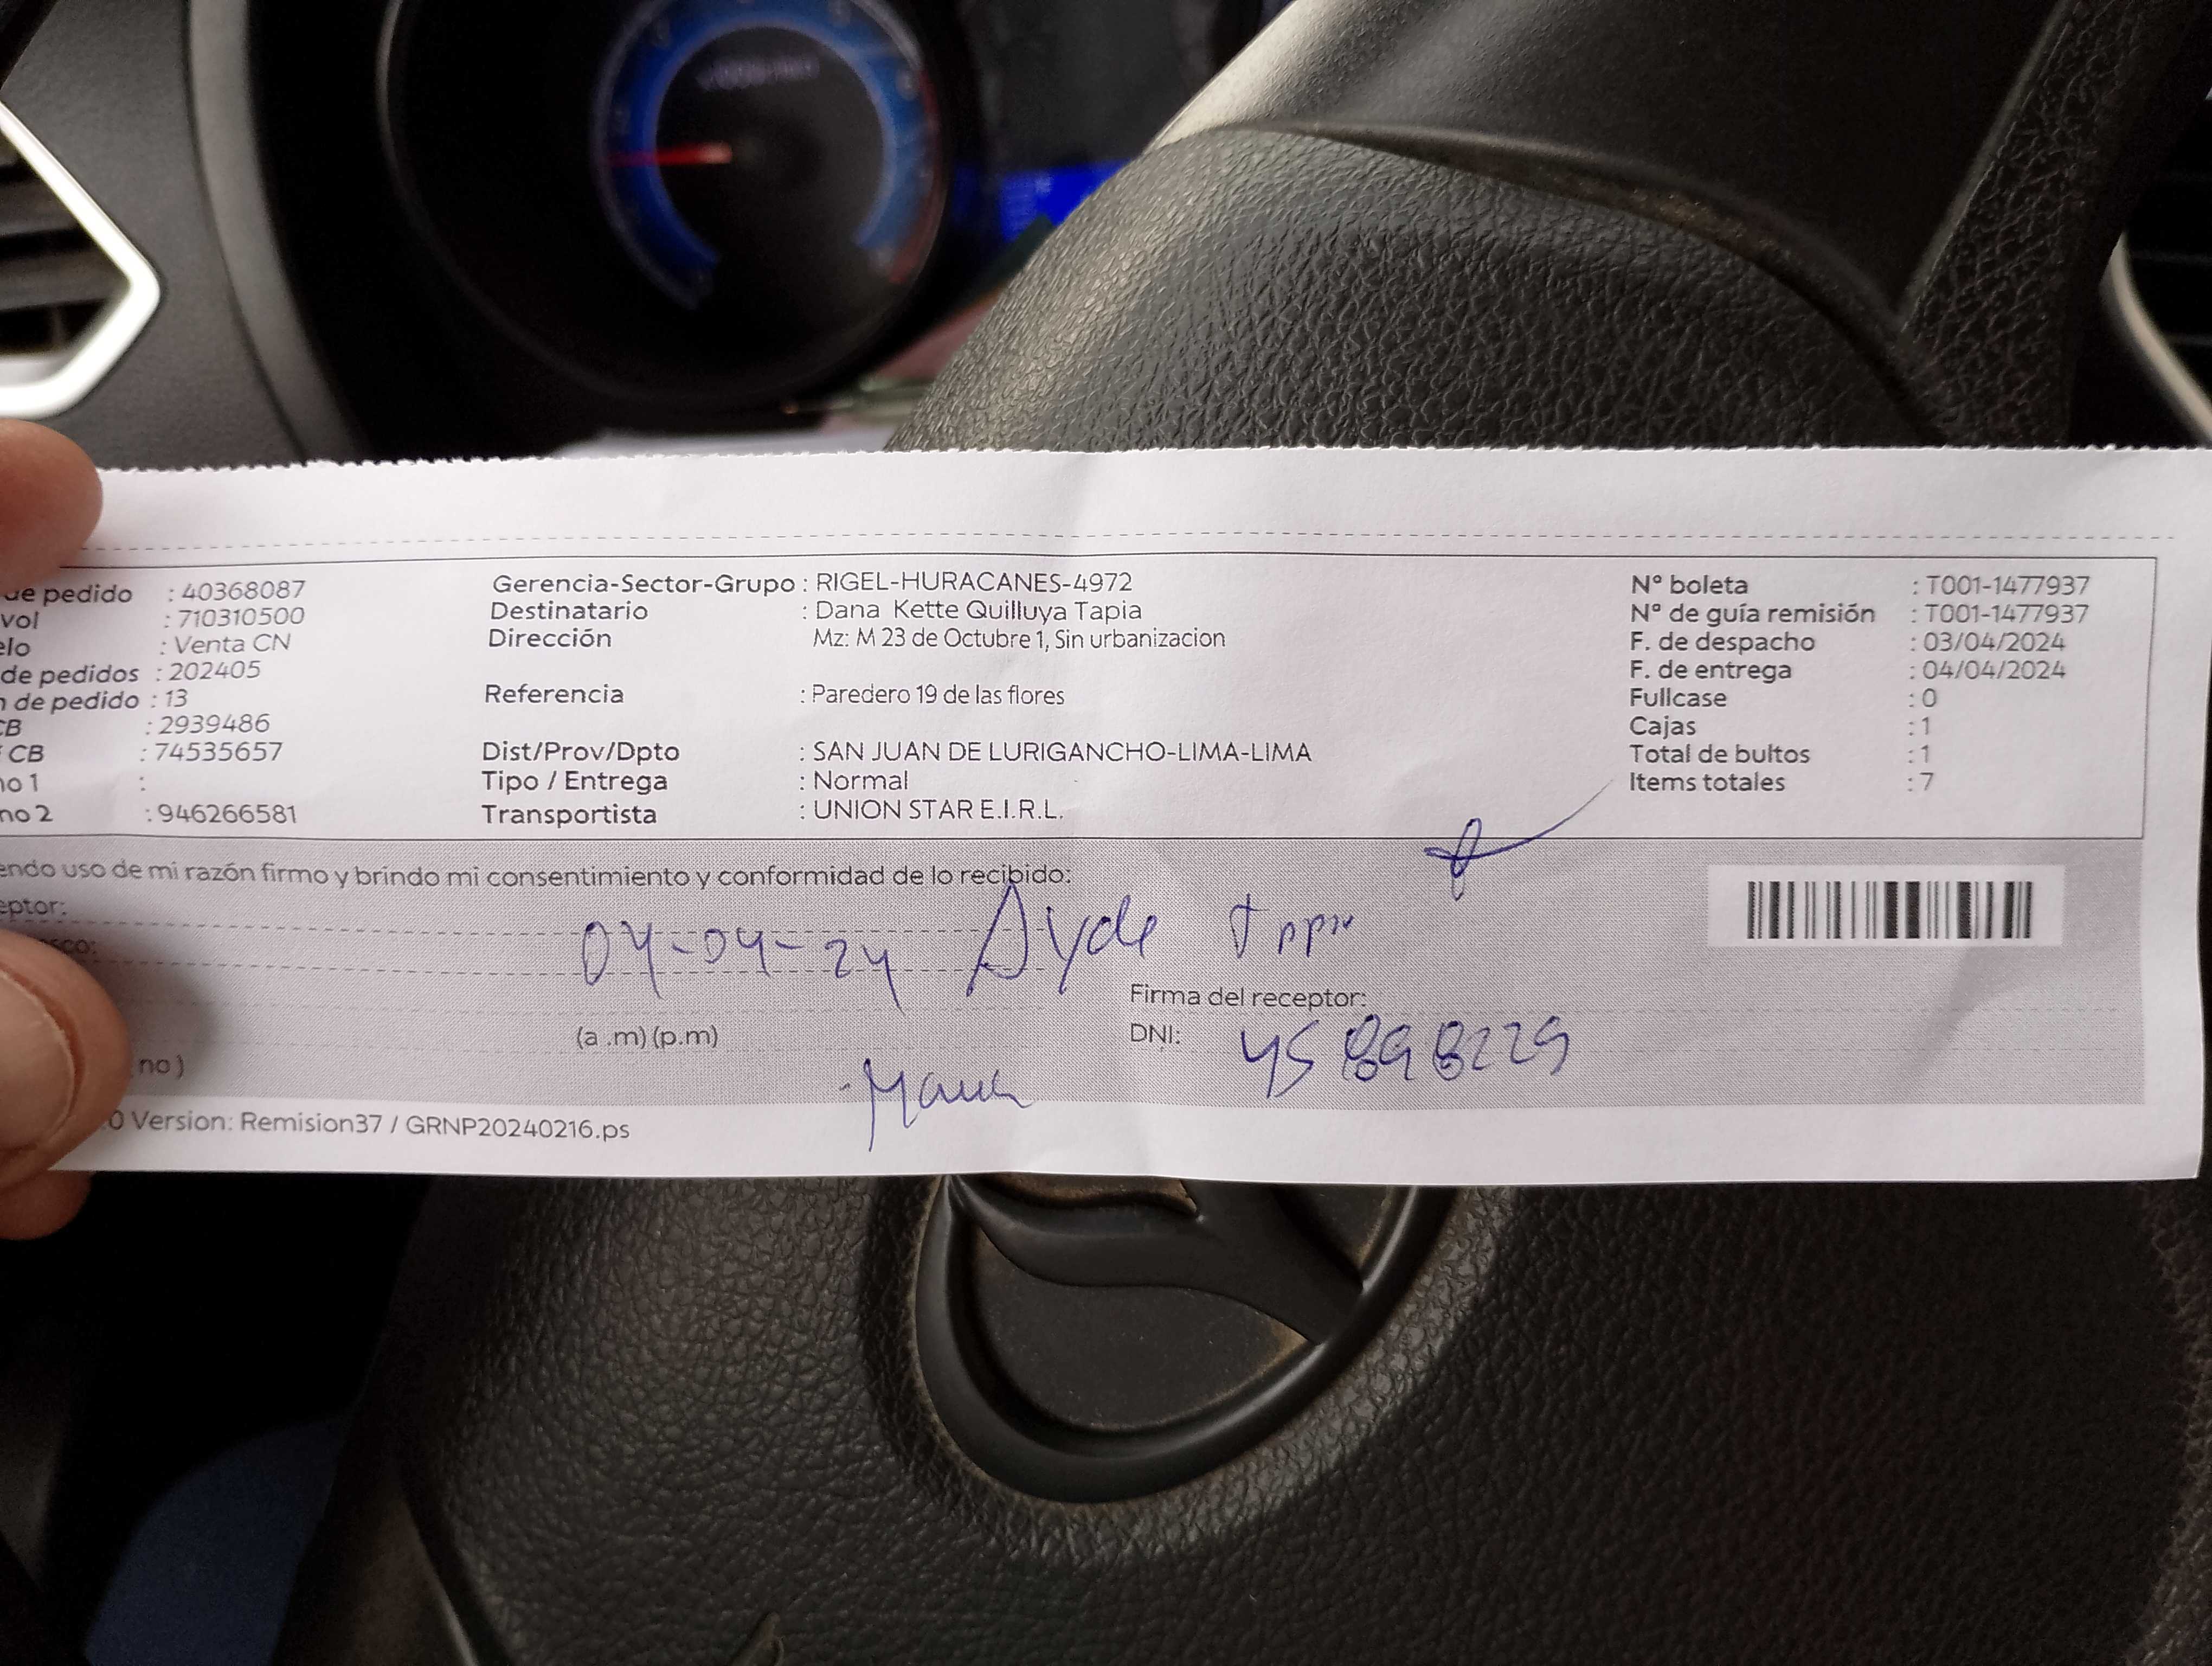 de pedido : 40368087
vol : 710310500
elo : Venta CN
de pedidos : 202405
de pedido : 13
CB : 2939486
CB : 74535657
no 1 :
no 2 : 946266581
Gerencia-Sector-Grupo : RIGEL-HURACANES-4972
Destinatario : Dana Kette Quilluya Tapia
Dirección Mz: M 23 de Octubre 1, Sin urbanizacion
Referencia : Paredero 19 de las flores
Dist/Prov/Dpto : SAN JUAN DE LURIGANCHO-LIMA-LIMA
Tipo / Entrega : Normal
Transportista : UNION STAR E.I.R.L.
N° boleta : T001-1477937
N° de guía remisión : T001-1477937
F. de despacho : 03/04/2024
F. de entrega : 04/04/2024
Fullcase : 0
Cajas : 1
Total de bultos : 1
Items totales : 7
endo uso de mi razón firmo y brindo mi consentimiento y conformidad de lo recibido:
eptor:
sco:
04-04-24 Ayde
Firma del receptor:
(a .m) (p.m)
DNI: 45898229
no )
0 Version: Remision37 / GRNP20240216.ps